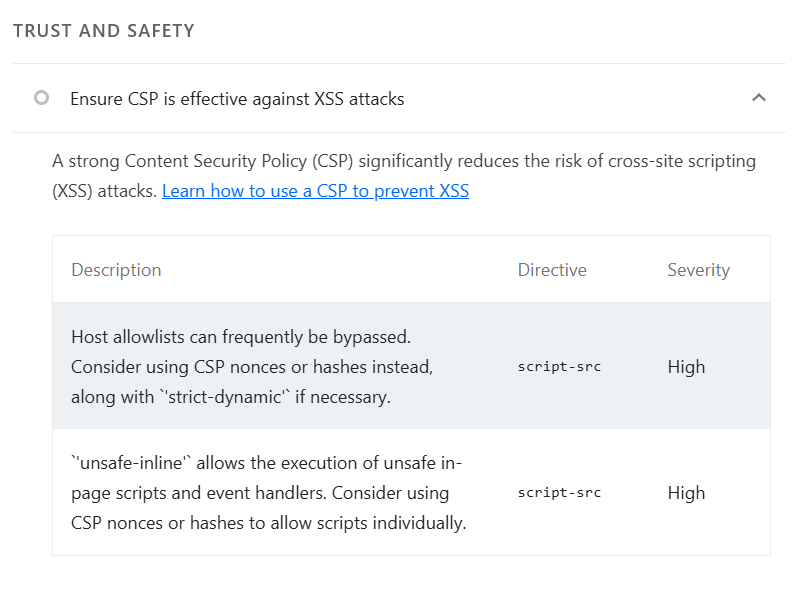 TRUST AND SAFETY
Ensure CSP is effective against XSS attacks
A strong Content Security Policy (CSP) significantly reduces the risk of cross-site scripting
(XSS) attacks. Learn how to use a CSP to prevent XSS
Description Directive Severity
Host allowlists can frequently be bypassed.
Consider using CSP nonces or hashes instead,
along with `'strict-dynamic'` if necessary.
script-src High
`'unsafe-inline'` allows the execution of unsafe in-
page scripts and event handlers. Consider using
CSP nonces or hashes to allow scripts individually.
script-src High